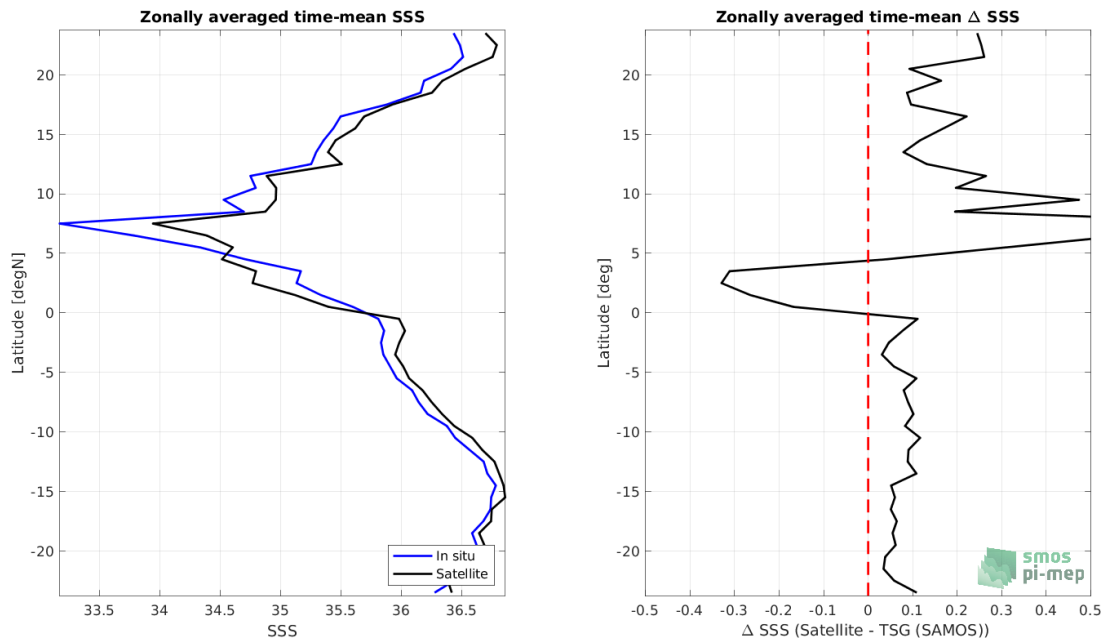 Zonally averaged time-mean SSS
Latitude [degN]
20
15
10
5
0
-5
-10
-15
-20
33.5 34 34.5 35 35.5 36 36.5
SSS
In situ
Satellite
Zonally averaged time-mean Δ SSS
Latitude [deg]
20
15
10
5
0
-5
-10
-15
-20
-0.5 -0.4 -0.3 -0.2 -0.1 0 0.1 0.2 0.3 0.4 0.5
Δ SSS (Satellite - TSG (SAMOS))
smos
pi-mep